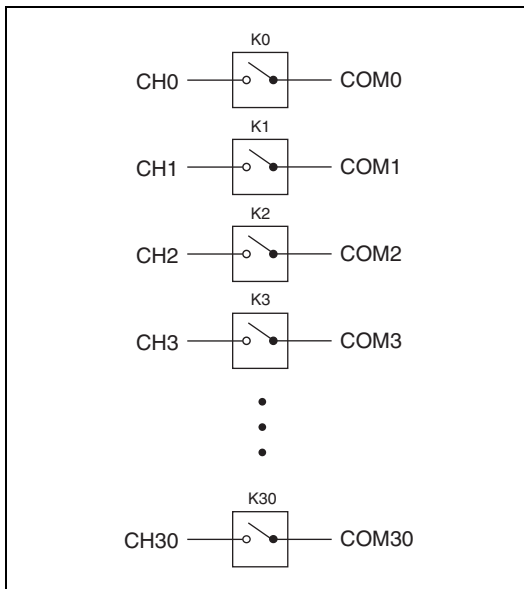 K0
CH0 COM0
K1
CH1 COM1
K2
CH2 COM2
K3
CH3 COM3
K30
CH30 COM30